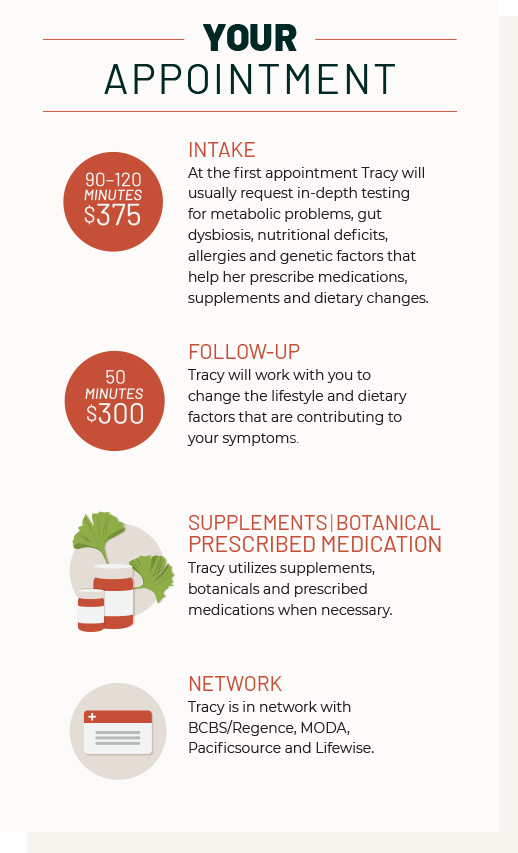 YOUR
APPOINTMENT
INTAKE
90–120
MINUTES
$375
At the first appointment Tracy will
usually request in-depth testing
for metabolic problems, gut
dysbiosis, nutritional deficits,
allergies and genetic factors that
help her prescribe medications,
supplements and dietary changes.
FOLLOW-UP
50
MINUTES
$300
Tracy will work with you to
change the lifestyle and dietary
factors that are contributing to
your symptoms.
SUPPLEMENTS|BOTANICAL
PRESCRIBED MEDICATION
Tracy utilizes supplements,
botanicals and prescribed
medications when necessary.
NETWORK
Tracy is in network with
BCBS/Regence, MODA,
Pacificsource and Lifewise.